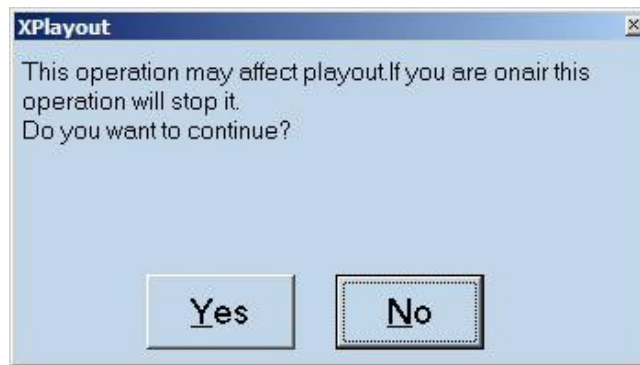 XPlayout
This operation may affect playout.If you are onair this
operation will stop it.
Do you want to continue?
Yes
No